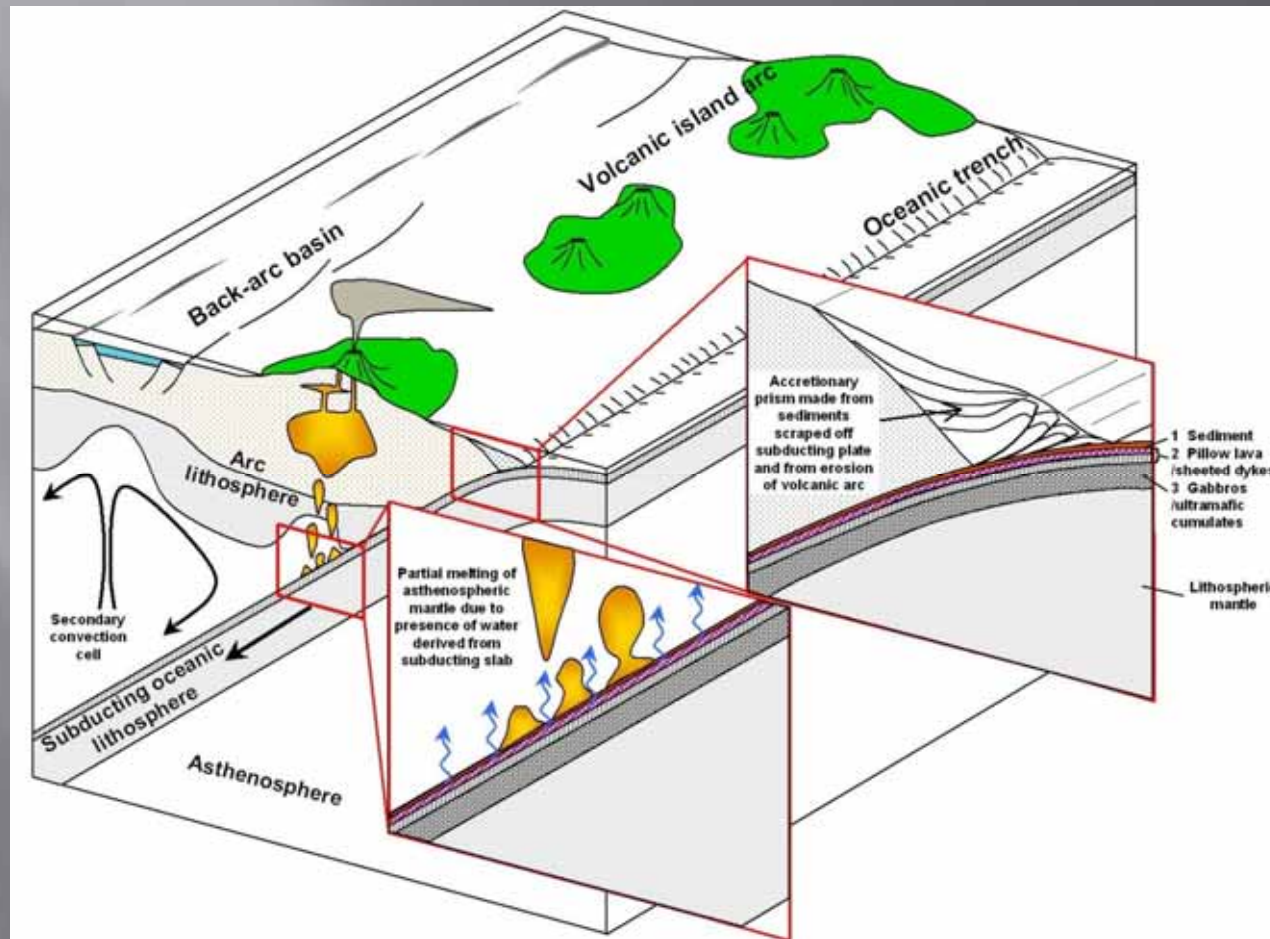 Volcanic island arc
Oceanic trench
Back-arc basin
Accretionary
prism made from
sediments
scraped off
subducting plate
and from erosion
of volcanic arc
1 Sediment
2 Pillow lava
/sheeted dykes
3 Gabbros
/ultramafic
cumulates
Lithospheric
mantle
Arc
lithosphere
Partial melting of
asthenospheric
mantle due to
presence of water
derived from
subducting slab
Secondary
convection
cell
Subducting oceanic
lithosphere
Asthenosphere